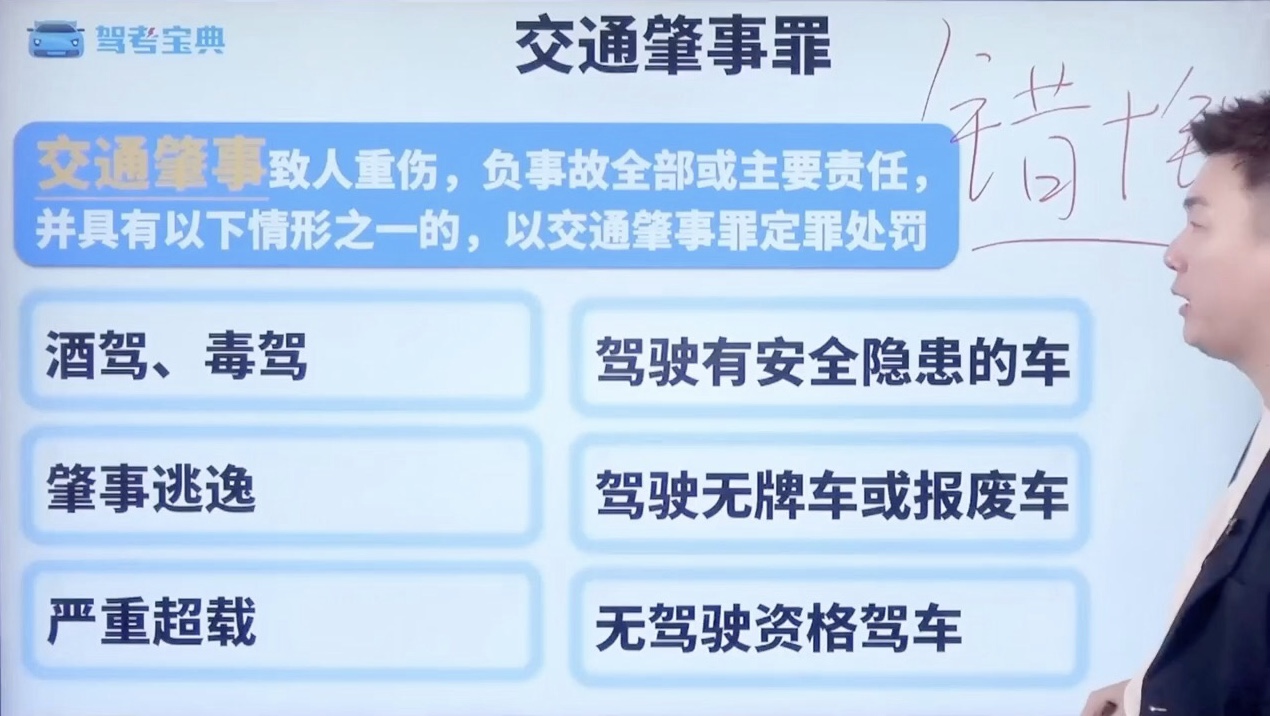 驾考宝典
交通肇事罪
错+
交通肇事致人重伤，负事故全部或主要责任，
并具有以下情形之一的，以交通肇事罪定罪处罚
酒驾、毒驾
驾驶有安全隐患的车
肇事逃逸
驾驶无牌车或报废车
严重超载
无驾驶资格驾车